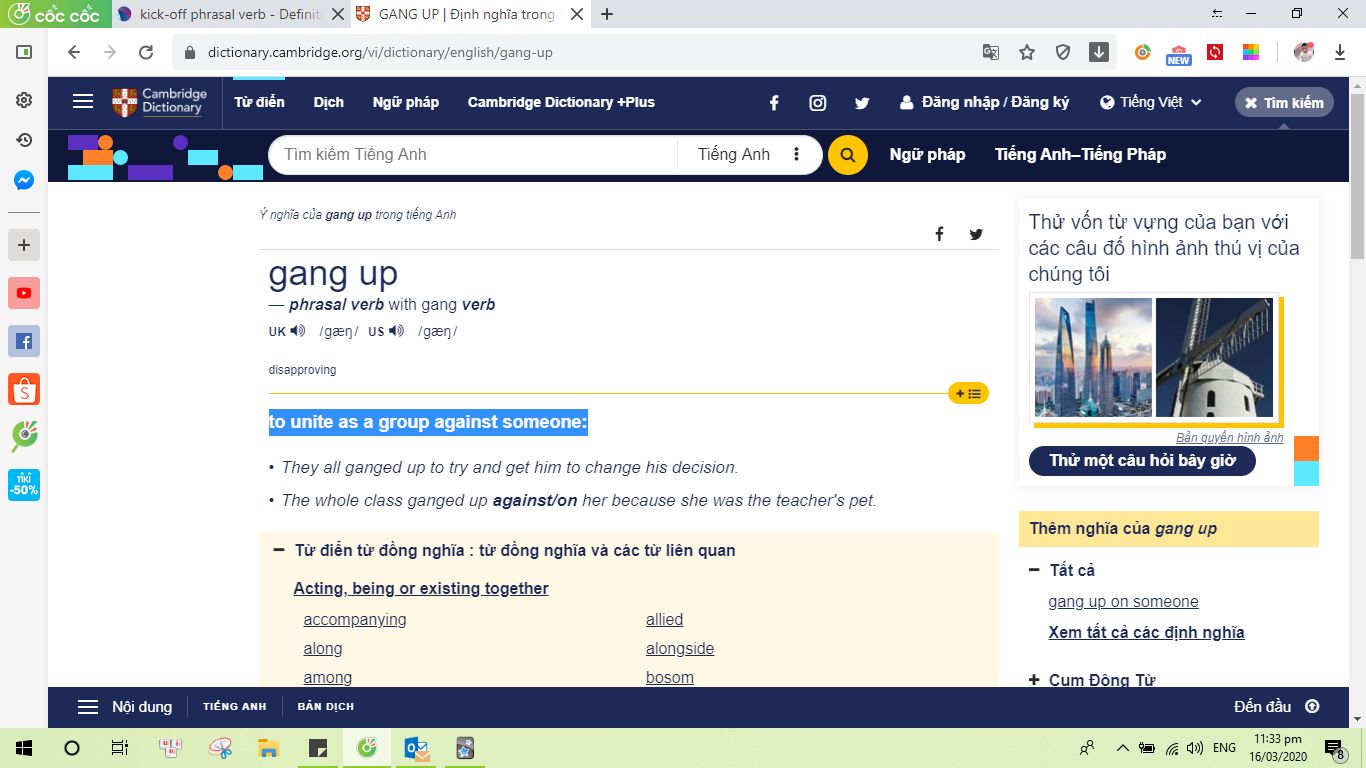 cốc cốc
kick-off phrasal verb - Definit
GANG UP | Định nghĩa trong
dictionary.cambridge.org/vi/dictionary/english/gang-up
NEW
Cambridge
Dictionary
Từ điển
Dịch
Ngữ pháp
Cambridge Dictionary +Plus
Đăng nhập / Đăng ký
Tiếng Việt
Tìm kiếm
Tìm kiếm Tiếng Anh
Tiếng Anh
Ngữ pháp
Tiếng Anh–Tiếng Pháp
Ý nghĩa của gang up trong tiếng Anh
gang up
— phrasal verb with gang verb
UK /gæŋ/ US /gæŋ/
disapproving
to unite as a group against someone:
• They all ganged up to try and get him to change his decision.
• The whole class ganged up against/on her because she was the teacher's pet.
Từ điển từ đồng nghĩa : từ đồng nghĩa và các từ liên quan
Acting, being or existing together
accompanying
allied
along
alongside
among
bosom
Thử vốn từ vựng của bạn với
các câu đố hình ảnh thú vị của
chúng tôi
Bản quyền hình ảnh
Thử một câu hỏi bây giờ
Thêm nghĩa của gang up
Tất cả
gang up on someone
Xem tất cả các định nghĩa
Cụm Động Từ
TIKI
-50%
Nội dung
TIẾNG ANH
BẢN DỊCH
Đến đầu
ENG
11:33 pm
16/03/2020
8